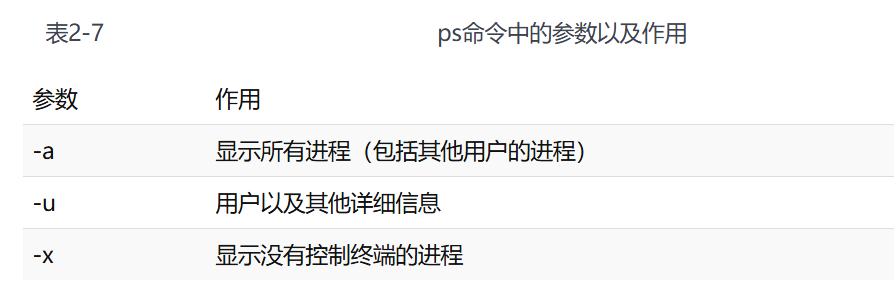 表2-7 ps命令中的参数以及作用
参数 作用
-a 显示所有进程（包括其他用户的进程）
-u 用户以及其他详细信息
-x 显示没有控制终端的进程